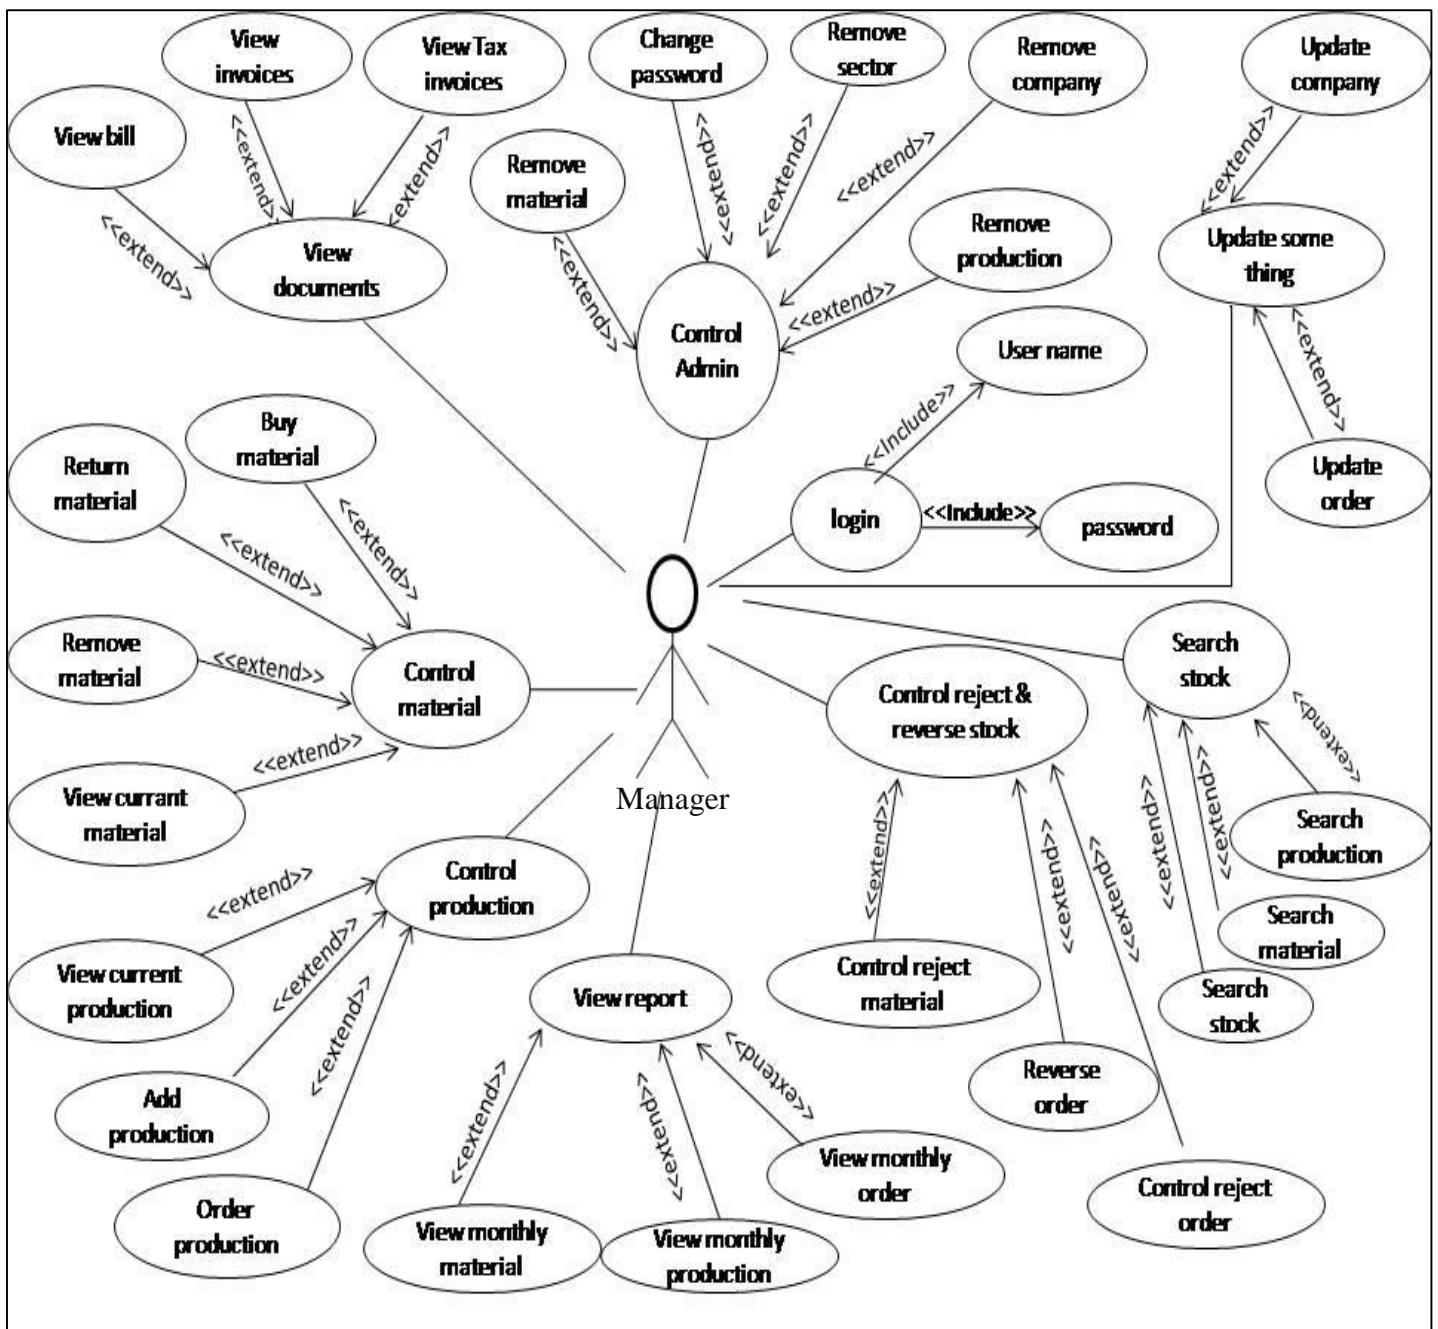 View
invoices
View Tax
invoices
Change
password
Remove
sector
Remove
company
Update
company
View bill
<<extend>>
<<extend>>
<<extend>>
Remove
material
<<extend>>
<<extend>>
<<extend>>
<<extend>>
<<extend>>
View
documents
<<extend>>
Remove
production
<<extend>>
Update some
thing
Control
Admin
User name
<<extend>>
<<Include>>
Buy
material
Return
material
<<extend>>
<<extend>>
login
<<Include>>
password
Update
order
Remove
material
<<extend>>
Control
material
Search
stock
Control reject &
reverse stock
<<extend>>
View currant
material
<<extend>>
Manager
<<extend>>
<<extend>>
<<extend>>
Search
production
<<extend>>
Control
production
<<extend>>
<<extend>>
<<extend>>
Search
material
View current
production
<<extend>>
<<extend>>
View report
Control reject
material
Search
stock
Add
production
<<extend>>
<<extend>>
<<extend>>
Reverse
order
Order
production
View monthly
material
View monthly
production
View monthly
order
Control reject
order